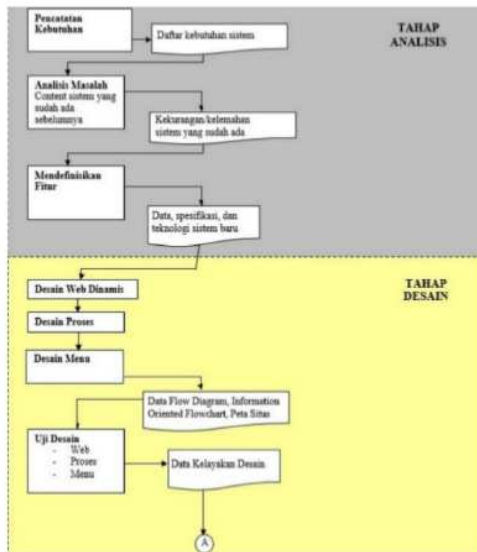 Pencatatan
Kebutuhan
Daftar kebutuhan sistem
TAHAP
ANALISIS
Analisis Masalah
Content sistem yang
sudah ada
sebelumnya
Kekurangan/kelemahan
sistem yang sudah ada
Mendefinisikan
Fitur
Data, spesifikasi, dan
teknologi sistem baru
TAHAP
DESAIN
Desain Web Dinamis
Desain Proses
Desain Menu
Data Flow Diagram, Information
Oriented Flowchart, Peta Situs
Uji Desain
- Web
- Proses
- Menu
Data Kelayakan Desain
A